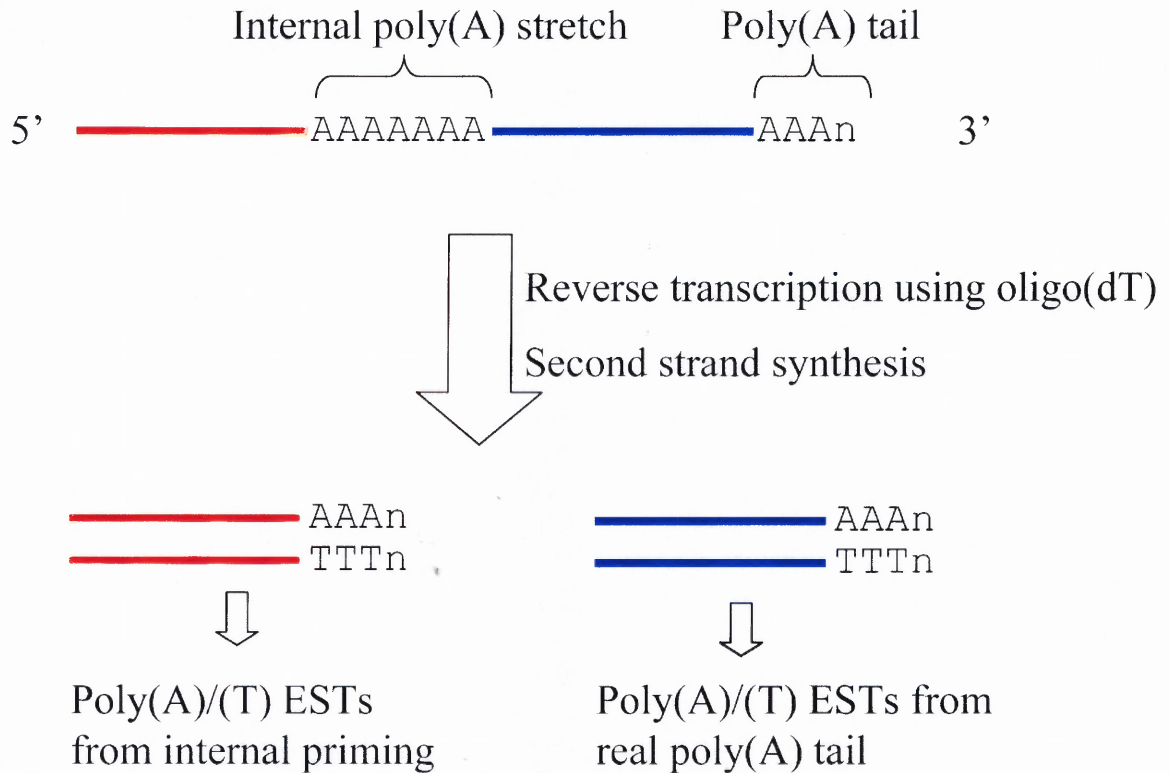 Internal poly(A) stretch Poly(A) tail
5’ AAAAAAA AAAn 3’
Reverse transcription using oligo(dT)
Second strand synthesis
AAAn AAAn
TTTn TTTn
Poly(A)/(T) ESTs
from internal priming
Poly(A)/(T) ESTs from
real poly(A) tail